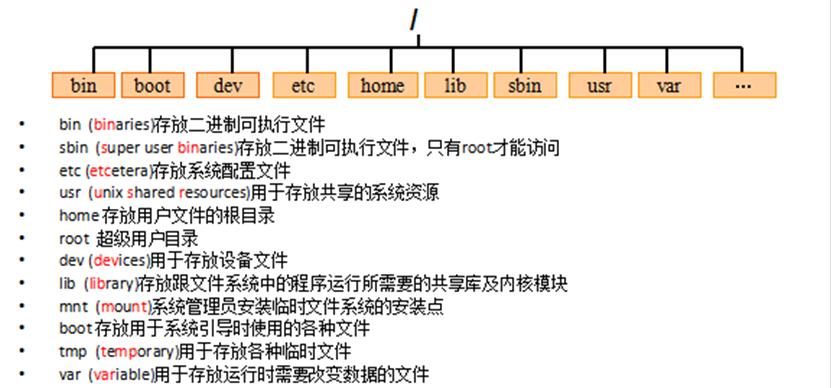 /
bin boot dev etc home lib sbin usr var ...
• bin (binaries)存放二进制可执行文件
• sbin (super user binaries)存放二进制可执行文件，只有root才能访问
• etc (etcetera)存放系统配置文件
• usr (unix shared resources)用于存放共享的系统资源
• home 存放用户文件的根目录
• root 超级用户目录
• dev (devices)用于存放设备文件
• lib (library)存放跟文件系统中的程序运行所需要的共享库及内核模块
• mnt (mount)系统管理员安装临时文件系统的安装点
• boot 存放用于系统引导时使用的各种文件
• tmp (temporary)用于存放各种临时文件
• var (variable)用于存放运行时需要改变数据的文件